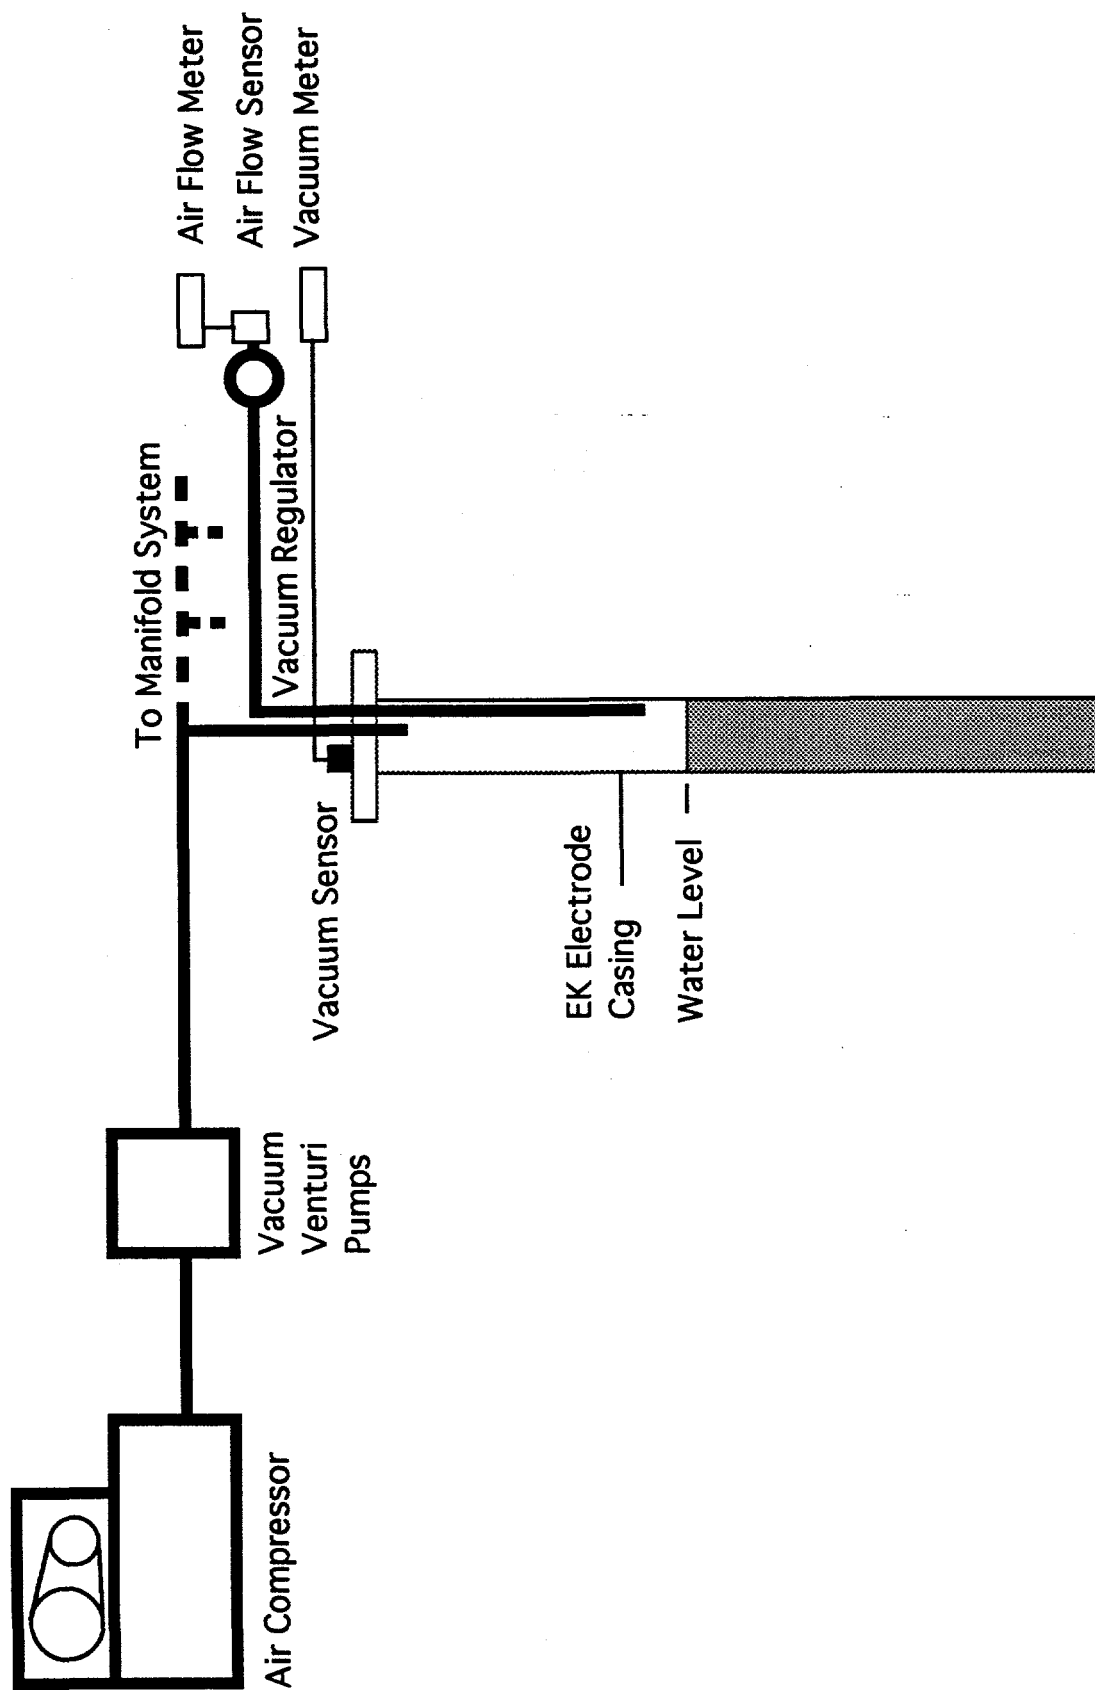 Air Compressor
Vacuum
Venturi
Pumps
To Manifold System
Vacuum Sensor
Vacuum Regulator
Air Flow Meter
Air Flow Sensor
Vacuum Meter
EK Electrode
Casing
Water Level